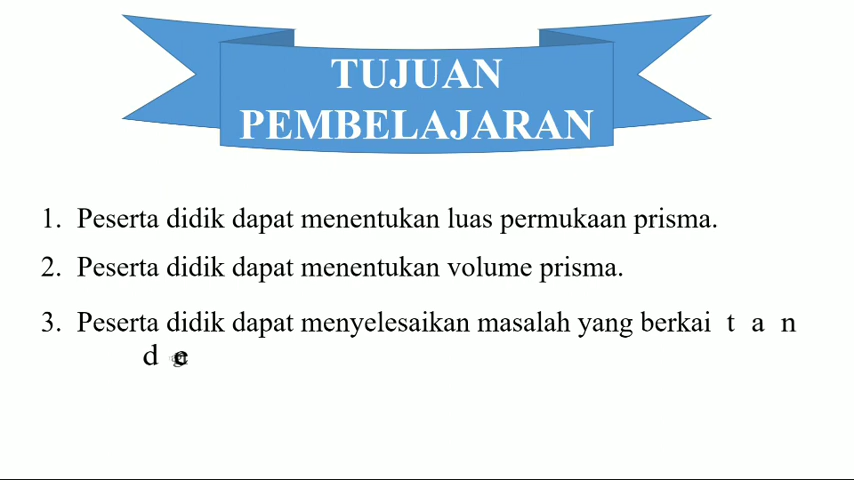 TUJUAN
PEMBELAJARAN
1. Peserta didik dapat menentukan luas permukaan prisma.
2. Peserta didik dapat menentukan volume prisma.
3. Peserta didik dapat menyelesaikan masalah yang berkai t a n